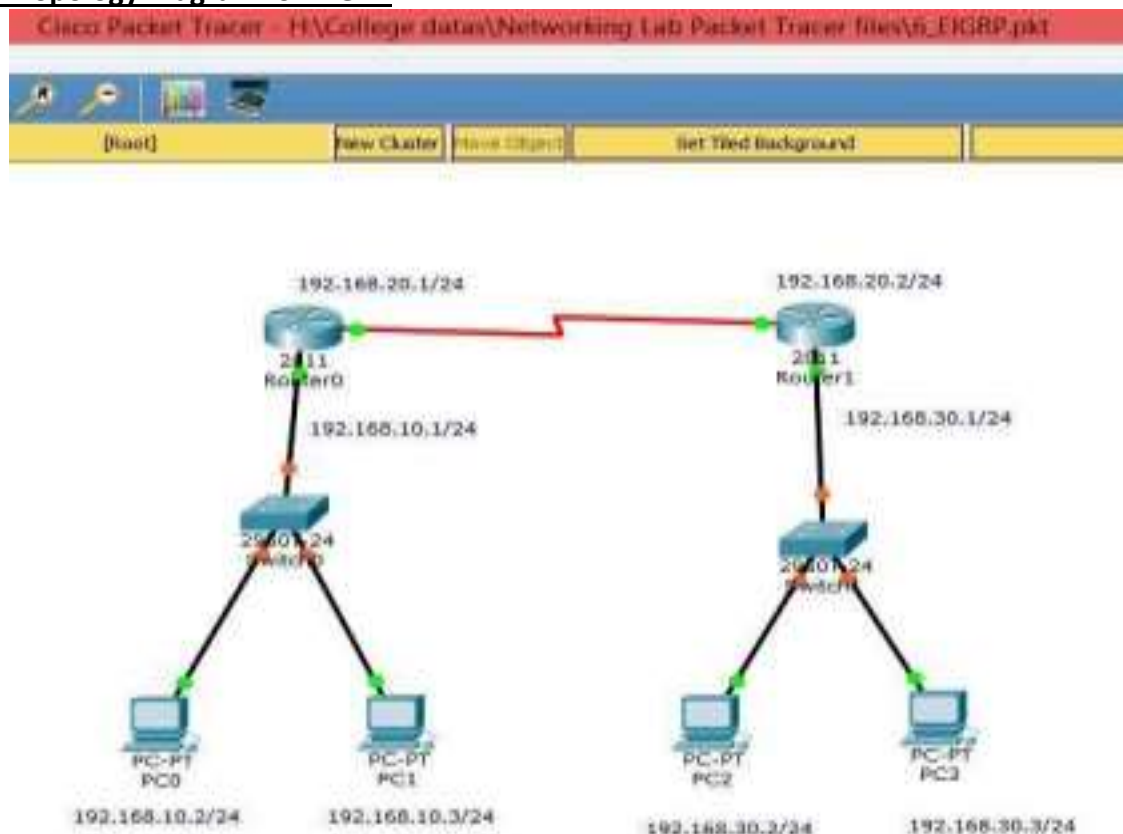 Cisco Packet Tracer - H:\College datas\Networking Lab Packet Tracer files\6_EIGRP.pkt
[Root] New Cluster Move Object Set Tiled Background
192.168.20.1/24
192.168.20.2/24
Router0
Router1
192.168.10.1/24
192.168.30.1/24
PC-PT
PC0
PC-PT
PC1
PC-PT
PC2
PC-PT
PC3
192.168.10.2/24
192.168.10.3/24
192.168.30.2/24
192.168.30.3/24